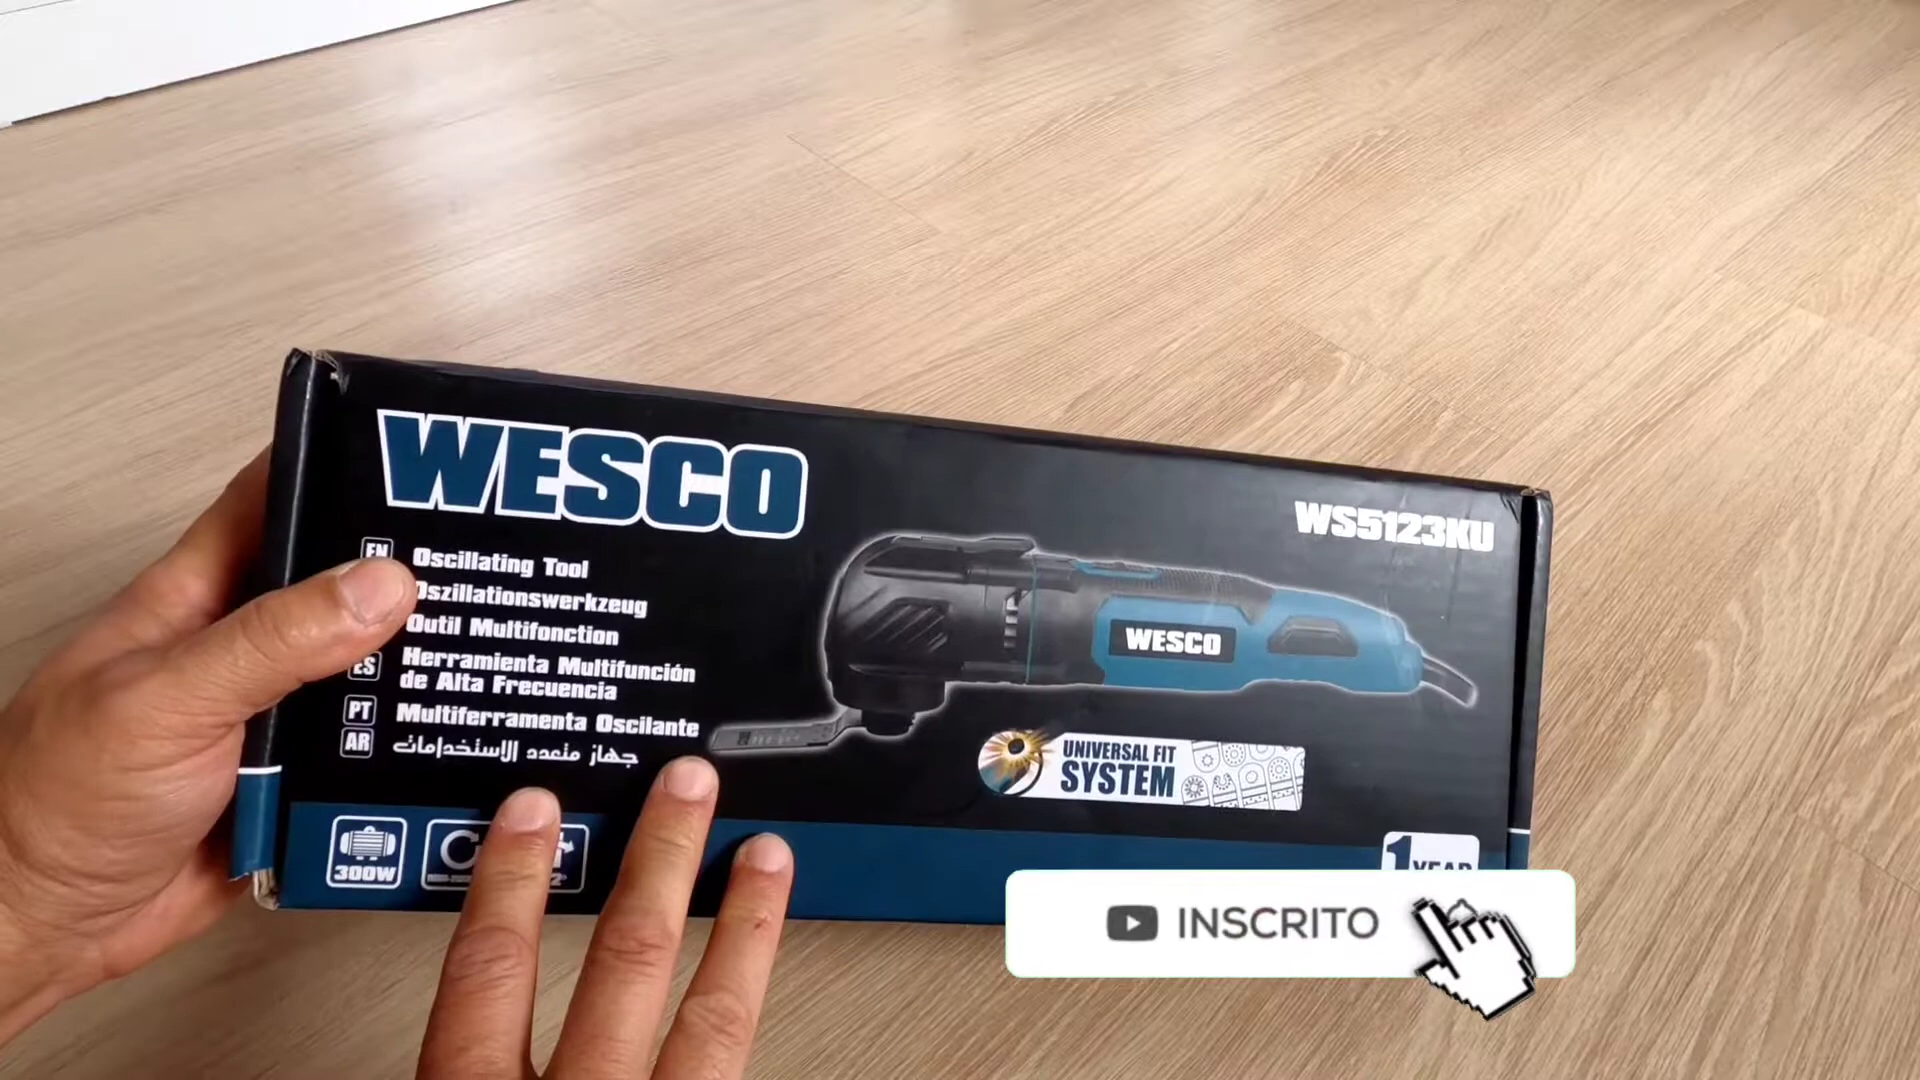 WESCO
WS5123KU
EN Oscillating Tool
Oszillationswerkzeug
Outil Multifonction
ES Herramienta Multifunción
de Alta Frecuencia
PT Multiferramenta Oscilante
AR جهاز متعدد الاستخدامات
WESCO
UNIVERSAL FIT
SYSTEM
300W
1 YEAR
INSCRITO